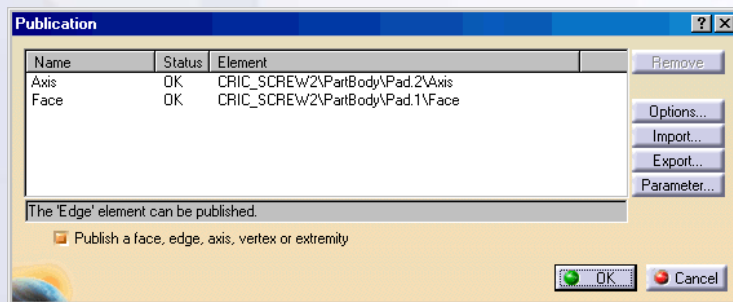 Publication
Name Status Element
Axis OK CRIC_SCREW2\PartBody\Pad.2\Axis
Face OK CRIC_SCREW2\PartBody\Pad.1\Face
Remove
Options...
Import...
Export...
Parameter...
The 'Edge' element can be published.
Publish a face, edge, axis, vertex or extremity
OK Cancel